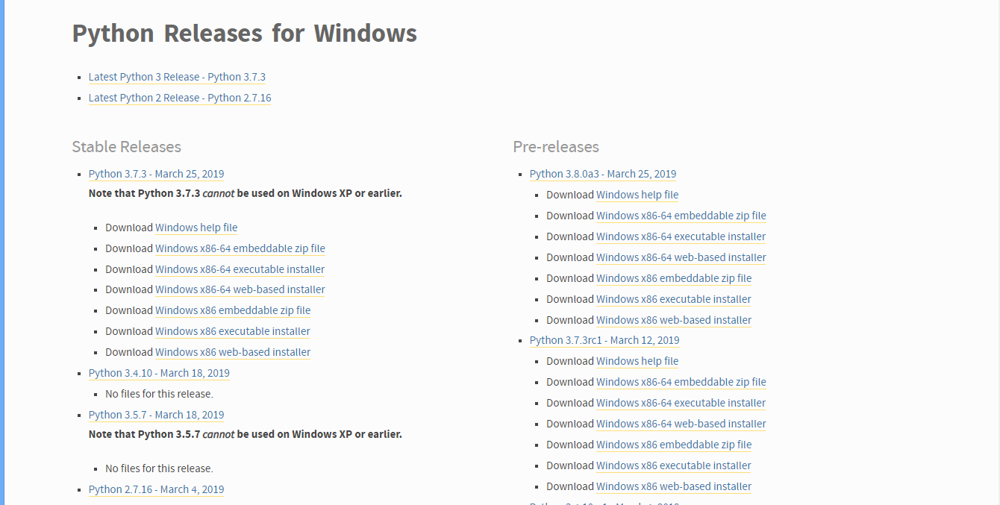 Python Releases for Windows
Latest Python 3 Release - Python 3.7.3
Latest Python 2 Release - Python 2.7.16
Stable Releases
Python 3.7.3 - March 25, 2019
Note that Python 3.7.3 cannot be used on Windows XP or earlier.
Download Windows help file
Download Windows x86-64 embeddable zip file
Download Windows x86-64 executable installer
Download Windows x86-64 web-based installer
Download Windows x86 embeddable zip file
Download Windows x86 executable installer
Download Windows x86 web-based installer
Python 3.4.10 - March 18, 2019
No files for this release.
Python 3.5.7 - March 18, 2019
Note that Python 3.5.7 cannot be used on Windows XP or earlier.
No files for this release.
Python 2.7.16 - March 4, 2019
Pre-releases
Python 3.8.0a3 - March 25, 2019
Download Windows help file
Download Windows x86-64 embeddable zip file
Download Windows x86-64 executable installer
Download Windows x86-64 web-based installer
Download Windows x86 embeddable zip file
Download Windows x86 executable installer
Download Windows x86 web-based installer
Python 3.7.3rc1 - March 12, 2019
Download Windows help file
Download Windows x86-64 embeddable zip file
Download Windows x86-64 executable installer
Download Windows x86-64 web-based installer
Download Windows x86 embeddable zip file
Download Windows x86 executable installer
Download Windows x86 web-based installer